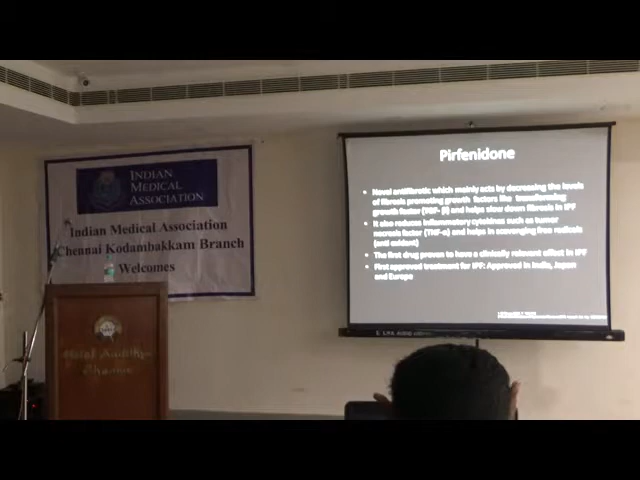 INDIAN
MEDICAL
ASSOCIATION
Indian Medical Association
Chennai Kodambakkam Branch
Welcomes
Pirfenidone
Novel antifibrotic which mainly acts by decreasing the levels
of fibrosis promoting growth factors like transforming
growth factor (TGF- β) and helps slow down fibrosis in IPF
It also reduces inflammatory cytokines such as tumor
necrosis factor (TNF-α) and helps in scavenging free radicals
(anti oxidant)
The first drug proven to have a clinically relevant effect in IPF
First approved treatment for IPF: Approved in India, Japan
and Europe
Hotel Aadithya
Chennai